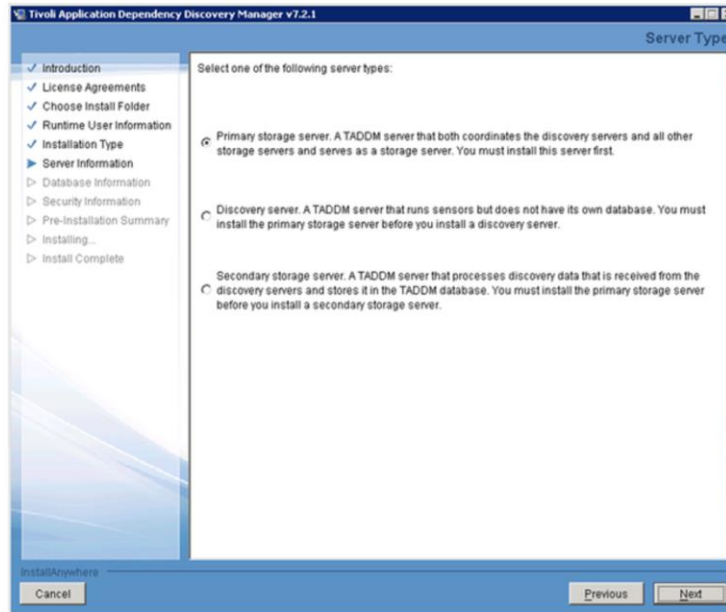 Tivoli Application Dependency Discovery Manager v7.2.1
Server Type
Introduction
License Agreements
Choose Install Folder
Runtime User Information
Installation Type
Server Information
Database Information
Security Information
Pre-Installation Summary
Installing...
Install Complete
Select one of the following server types:
Primary storage server. A TADDM server that both coordinates the discovery servers and all other
storage servers and serves as a storage server. You must install this server first.
Discovery server. A TADDM server that runs sensors but does not have its own database. You must
install the primary storage server before you install a discovery server.
Secondary storage server. A TADDM server that processes discovery data that is received from the
discovery servers and stores it in the TADDM database. You must install the primary storage server
before you install a secondary storage server.
InstallAnywhere
Cancel
Previous
Next